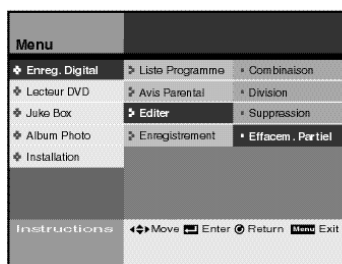 Menu
Enreg. Digital
Liste Programme
Combinaison
Lecteur DVD
Avis Parental
Division
Juke Box
Editer
Suppression
Album Photo
Enregistrement
Effacem. Partiel
Installation
Instructions
Move Enter Return Menu Exit